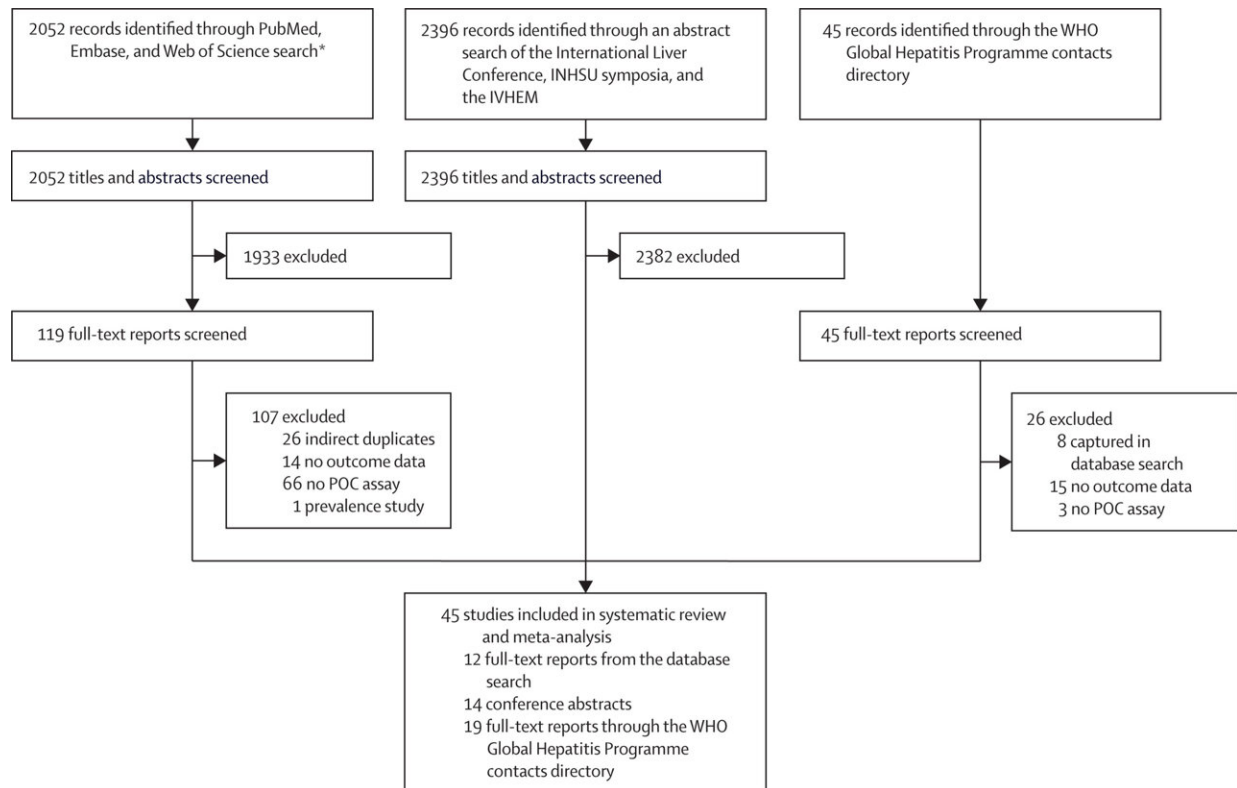 2052 records identified through PubMed,
Embase, and Web of Science search*
2396 records identified through an abstract
search of the International Liver
Conference, INHSU symposia, and
the IVHEM
45 records identified through the WHO
Global Hepatitis Programme contacts
directory
2052 titles and abstracts screened
2396 titles and abstracts screened
1933 excluded
2382 excluded
119 full-text reports screened
45 full-text reports screened
107 excluded
26 indirect duplicates
14 no outcome data
66 no POC assay
1 prevalence study
26 excluded
8 captured in
database search
15 no outcome data
3 no POC assay
45 studies included in systematic review
and meta-analysis
12 full-text reports from the database
search
14 conference abstracts
19 full-text reports through the WHO
Global Hepatitis Programme
contacts directory